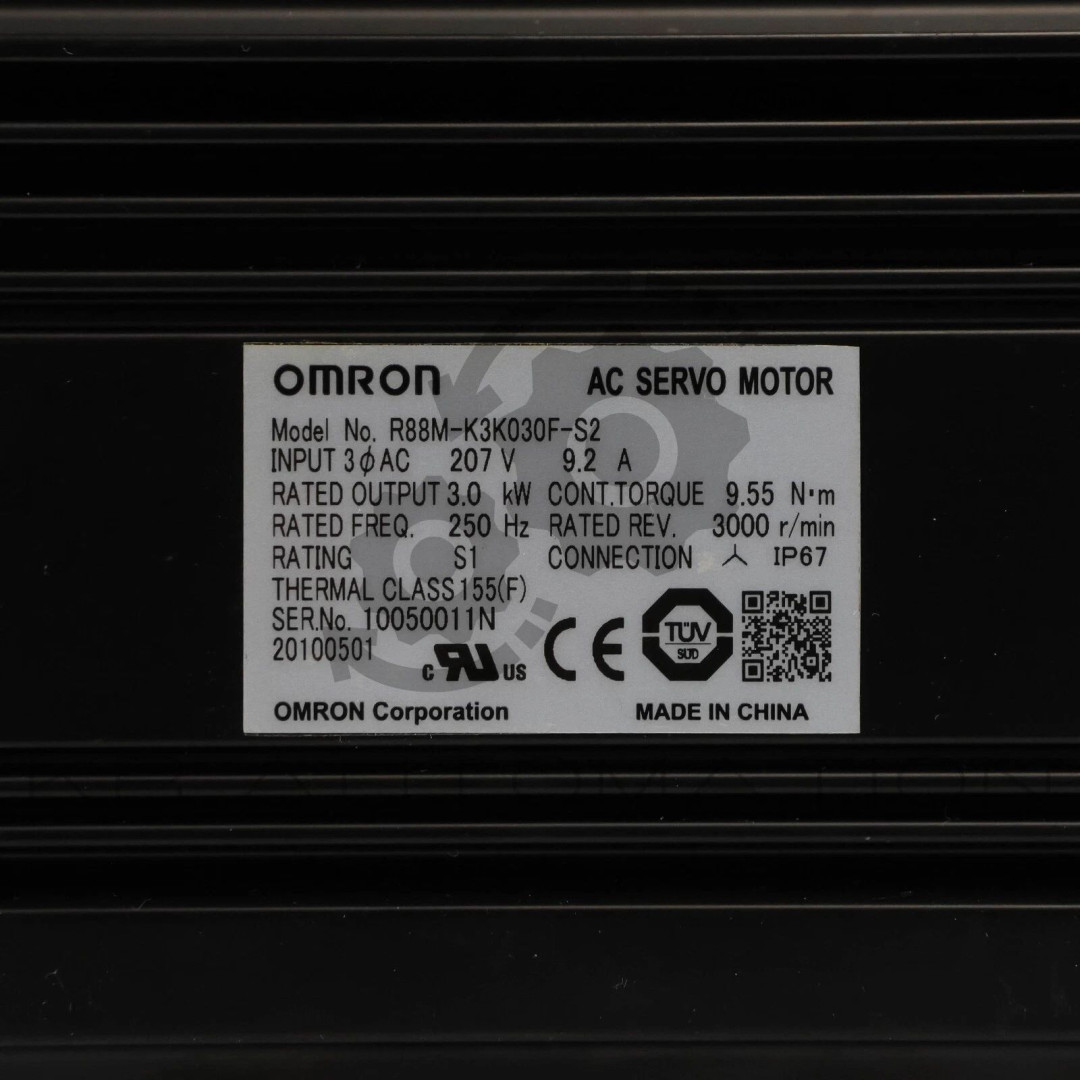 OMRON AC SERVO MOTOR
Model No. R88M-K3K030F-S2
INPUT 3ϕAC 207 V 9.2 A
RATED OUTPUT 3.0 kW CONT.TORQUE 9.55 N·m
RATED FREQ. 250 Hz RATED REV. 3000 r/min
RATING S1 CONNECTION IP67
THERMAL CLASS 155(F)
SER.No. 10050011N
20100501
c RU US CE TÜV SÜD
OMRON Corporation MADE IN CHINA